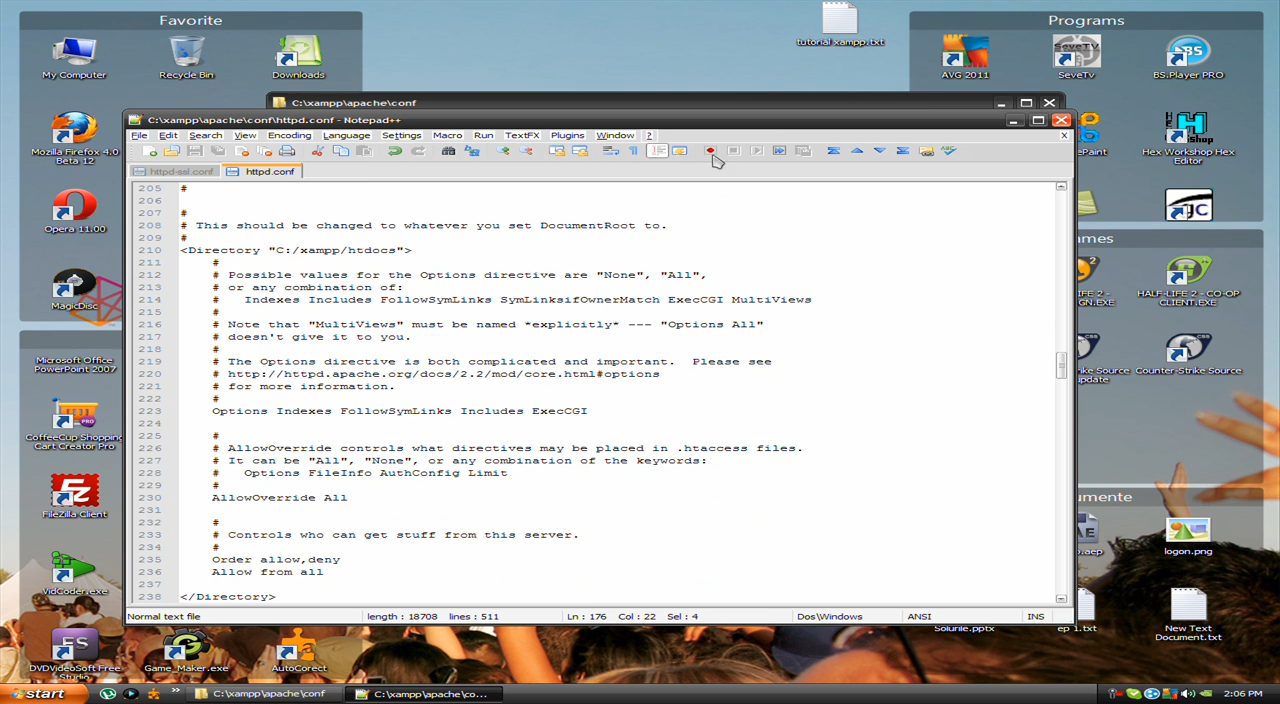 Favorite
My Computer
Recycle Bin
Downloads
tutorial xampp.txt
Programs
AVG 2011
SeveTV
SeveTv
BS
BS.Player PRO
Mozilla Firefox 4.0
Beta 12
Opera 11.00
MagicDisc
Microsoft Office
PowerPoint 2007
CoffeeCup Shopping
Cart Creator Pro
FileZilla Client
VidCoder.exe
DVDVideoSoft Free
Studio
Game_Maker.exe
AutoCorect
Hex Workshop Hex
Editor
HALF-LIFE 2 - CO-OP
CLIENT.EXE
Counter-Strike Source
update
logon.png
Solurile.pptx
ep 1.txt
New Text
Document.txt
C:\xampp\apache\conf
C:\xampp\apache\conf\httpd.conf - Notepad++
File Edit Search View Encoding Language Settings Macro Run TextFX Plugins Window ? X
httpd-ssl.conf httpd.conf
205 #
206
207 #
208 # This should be changed to whatever you set DocumentRoot to.
209 #
210 <Directory "C:/xampp/htdocs">
211 #
212 # Possible values for the Options directive are "None", "All",
213 # or any combination of:
214 # Indexes Includes FollowSymLinks SymLinksifOwnerMatch ExecCGI MultiViews
215 #
216 # Note that "MultiViews" must be named *explicitly* --- "Options All"
217 # doesn't give it to you.
218 #
219 # The Options directive is both complicated and important. Please see
220 # http://httpd.apache.org/docs/2.2/mod/core.html#options
221 # for more information.
222 #
223 Options Indexes FollowSymLinks Includes ExecCGI
224
225 #
226 # AllowOverride controls what directives may be placed in .htaccess files.
227 # It can be "All", "None", or any combination of the keywords:
228 # Options FileInfo AuthConfig Limit
229 #
230 AllowOverride All
231
232 #
233 # Controls who can get stuff from this server.
234 #
235 Order allow,deny
236 Allow from all
237
238 </Directory>
Normal text file length : 18708 lines : 511 Ln : 176 Col : 22 Sel : 4 Dos\Windows ANSI INS
start C:\xampp\apache\conf C:\xampp\apache\co... 2:06 PM